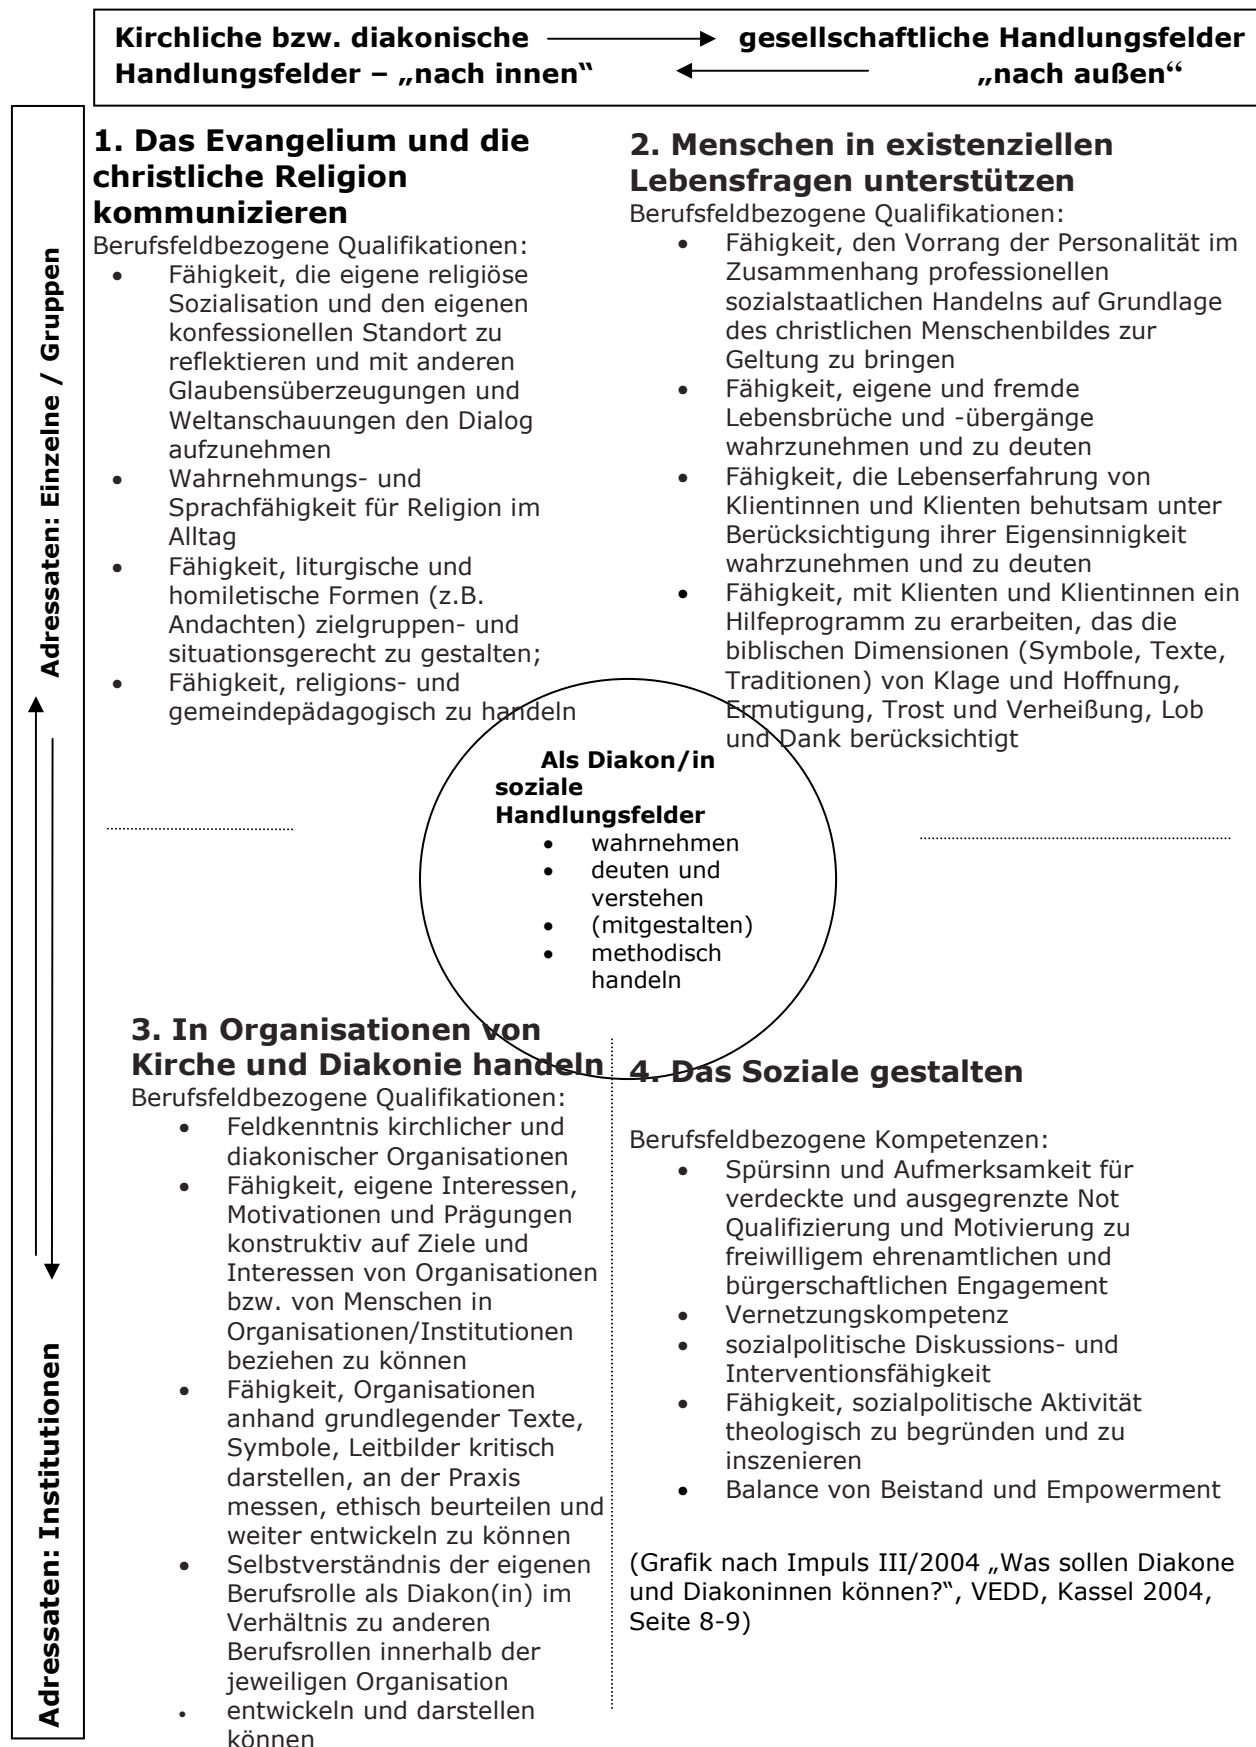 Kirchliche bzw. diakonische gesellschaftliche Handlungsfelder
Handlungsfelder – „nach innen“ „nach außen“
Adressaten: Einzelne / Gruppen
Adressaten: Institutionen
1. Das Evangelium und die
christliche Religion
kommunizieren
Berufsfeldbezogene Qualifikationen:
• Fähigkeit, die eigene religiöse
Sozialisation und den eigenen
konfessionellen Standort zu
reflektieren und mit anderen
Glaubensüberzeugungen und
Weltanschauungen den Dialog
aufzunehmen
• Wahrnehmungs- und
Sprachfähigkeit für Religion im
Alltag
• Fähigkeit, liturgische und
homiletische Formen (z.B.
Andachten) zielgruppen- und
situationsgerecht zu gestalten;
• Fähigkeit, religions- und
gemeindepädagogisch zu handeln
2. Menschen in existenziellen
Lebensfragen unterstützen
Berufsfeldbezogene Qualifikationen:
• Fähigkeit, den Vorrang der Personalität im
Zusammenhang professionellen
sozialstaatlichen Handelns auf Grundlage
des christlichen Menschenbildes zur
Geltung zu bringen
• Fähigkeit, eigene und fremde
Lebensbrüche und -übergänge
wahrzunehmen und zu deuten
• Fähigkeit, die Lebenserfahrung von
Klientinnen und Klienten behutsam unter
Berücksichtigung ihrer Eigensinnigkeit
wahrzunehmen und zu deuten
• Fähigkeit, mit Klienten und Klientinnen ein
Hilfeprogramm zu erarbeiten, das die
biblischen Dimensionen (Symbole, Texte,
Traditionen) von Klage und Hoffnung,
Ermutigung, Trost und Verheißung, Lob
und Dank berücksichtigt
Als Diakon/in
soziale
Handlungsfelder
• wahrnehmen
• deuten und
verstehen
• (mitgestalten)
• methodisch
handeln
3. In Organisationen von
Kirche und Diakonie handeln
Berufsfeldbezogene Qualifikationen:
• Feldkenntnis kirchlicher und
diakonischer Organisationen
• Fähigkeit, eigene Interessen,
Motivationen und Prägungen
konstruktiv auf Ziele und
Interessen von Organisationen
bzw. von Menschen in
Organisationen/Institutionen
beziehen zu können
• Fähigkeit, Organisationen
anhand grundlegender Texte,
Symbole, Leitbilder kritisch
darstellen, an der Praxis
messen, ethisch beurteilen und
weiter entwickeln zu können
• Selbstverständnis der eigenen
Berufsrolle als Diakon(in) im
Verhältnis zu anderen
Berufsrollen innerhalb der
jeweiligen Organisation
• entwickeln und darstellen
können
4. Das Soziale gestalten
Berufsfeldbezogene Kompetenzen:
• Spürsinn und Aufmerksamkeit für
verdeckte und ausgegrenzte Not
Qualifizierung und Motivierung zu
freiwilligem ehrenamtlichen und
bürgerschaftlichen Engagement
• Vernetzungskompetenz
• sozialpolitische Diskussions- und
Interventionsfähigkeit
• Fähigkeit, sozialpolitische Aktivität
theologisch zu begründen und zu
inszenieren
• Balance von Beistand und Empowerment
(Grafik nach Impuls III/2004 „Was sollen Diakone
und Diakoninnen können?“, VEDD, Kassel 2004,
Seite 8-9)